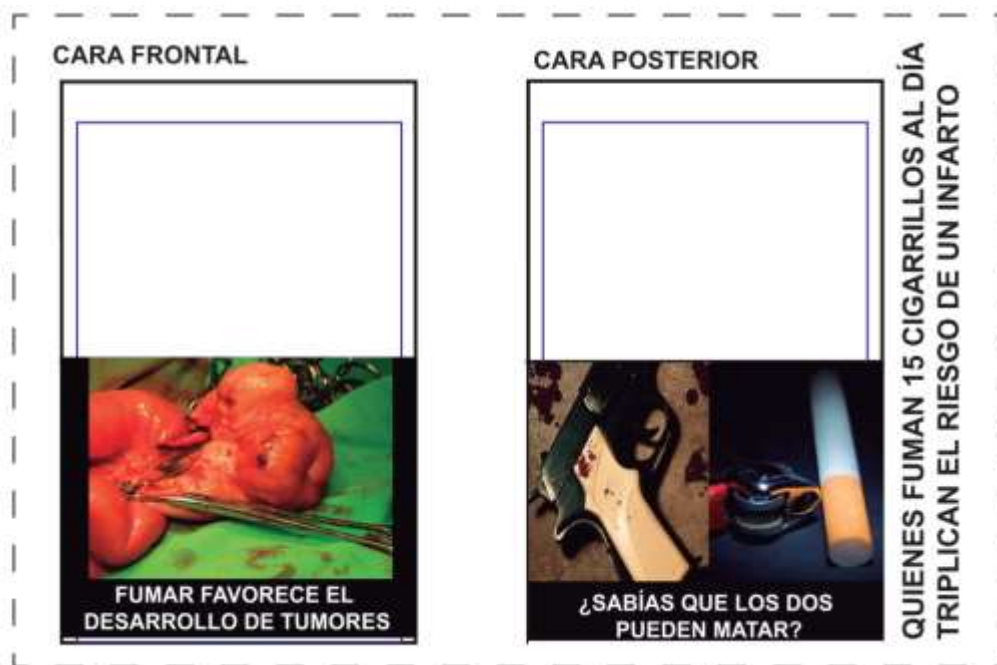 CARA FRONTAL
FUMAR FAVORECE EL
DESARROLLO DE TUMORES
CARA POSTERIOR
¿SABÍAS QUE LOS DOS
PUEDEN MATAR?
QUIENES FUMAN 15 CIGARRILLOS AL DÍA
TRIPLICAN EL RIESGO DE UN INFARTO